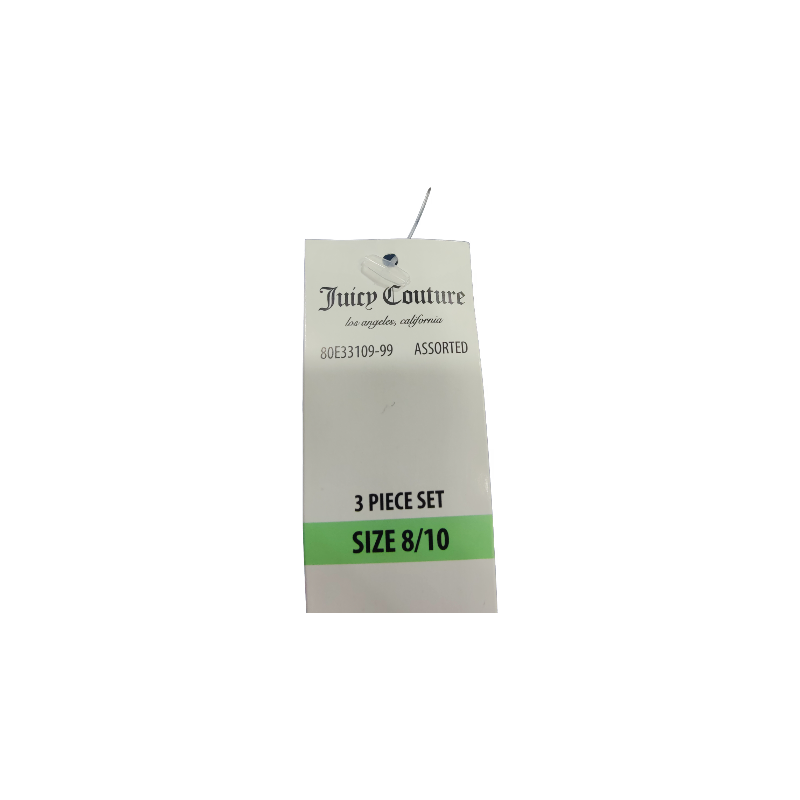 Juicy Couture
los angeles, california
80E33109-99 ASSORTED
3 PIECE SET
SIZE 8/10